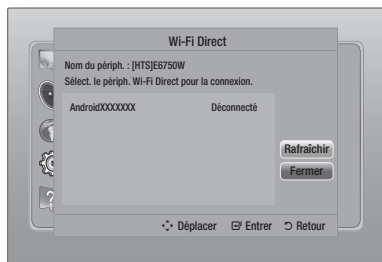 Wi-Fi Direct
Nom du périph. : [HTS]E6750W
Sélect. le périph. Wi-Fi Direct pour la connexion.
AndroidXXXXXXX Déconnecté
Rafraîchir
Fermer
Déplacer Entrer Retour